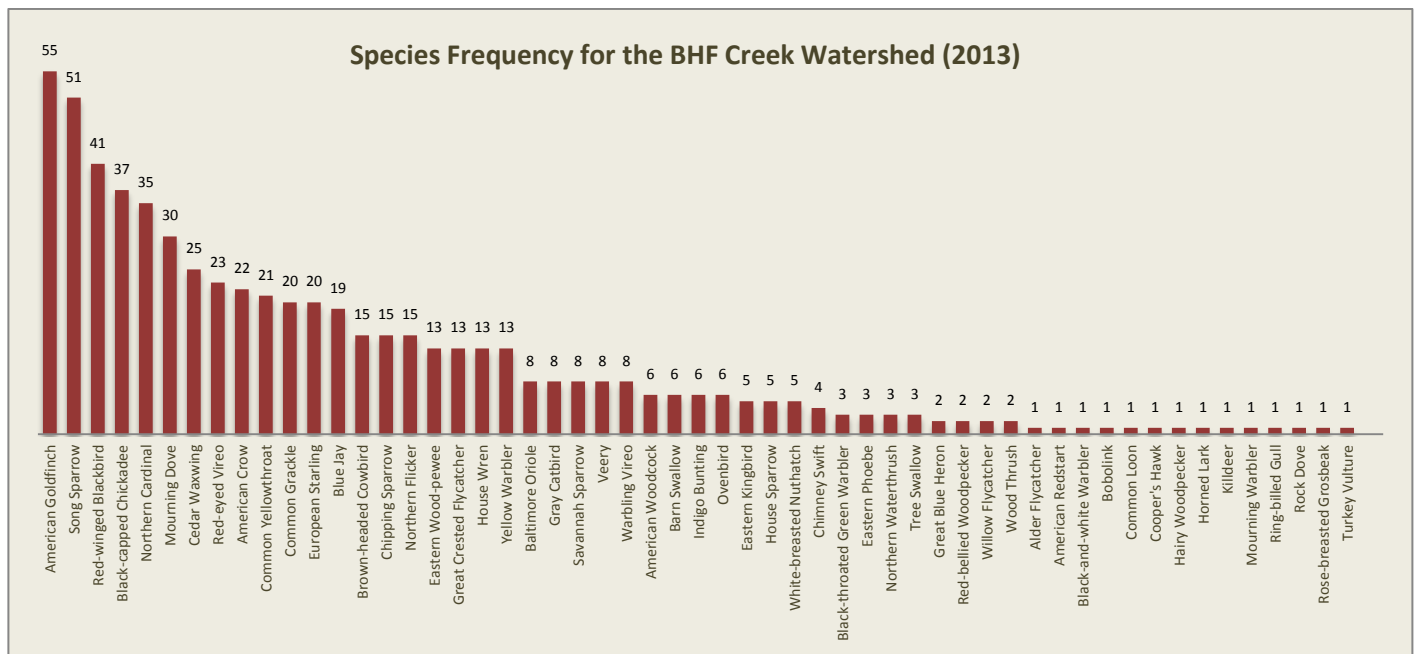 Species Frequency for the BHF Creek Watershed (2013)
55
51
41
37
35
30
25
23
22
21
20
20
19
15
15
15
13
13
13
13
8
8
8
8
8
6
6
6
6
5
5
5
4
3
3
3
3
2
2
2
2
1
1
1
1
1
1
1
1
1
1
1
1
1
1
American Goldfinch
Song Sparrow
Red-winged Blackbird
Black-capped Chickadee
Northern Cardinal
Mourning Dove
Cedar Waxwing
Red-eyed Vireo
American Crow
Common Yellowthroat
Common Grackle
European Starling
Blue Jay
Brown-headed Cowbird
Chipping Sparrow
Northern Flicker
Eastern Wood-pewee
Great Crested Flycatcher
House Wren
Yellow Warbler
Baltimore Oriole
Gray Catbird
Savannah Sparrow
Veery
Warbling Vireo
American Woodcock
Barn Swallow
Indigo Bunting
Ovenbird
Eastern Kingbird
House Sparrow
White-breasted Nuthatch
Chimney Swift
Black-throated Green Warbler
Eastern Phoebe
Northern Waterthrush
Tree Swallow
Great Blue Heron
Red-bellied Woodpecker
Willow Flycatcher
Wood Thrush
Alder Flycatcher
American Redstart
Black-and-white Warbler
Bobolink
Common Loon
Cooper's Hawk
Hairy Woodpecker
Horned Lark
Killdeer
Mourning Warbler
Ring-billed Gull
Rock Dove
Rose-breasted Grosbeak
Turkey Vulture